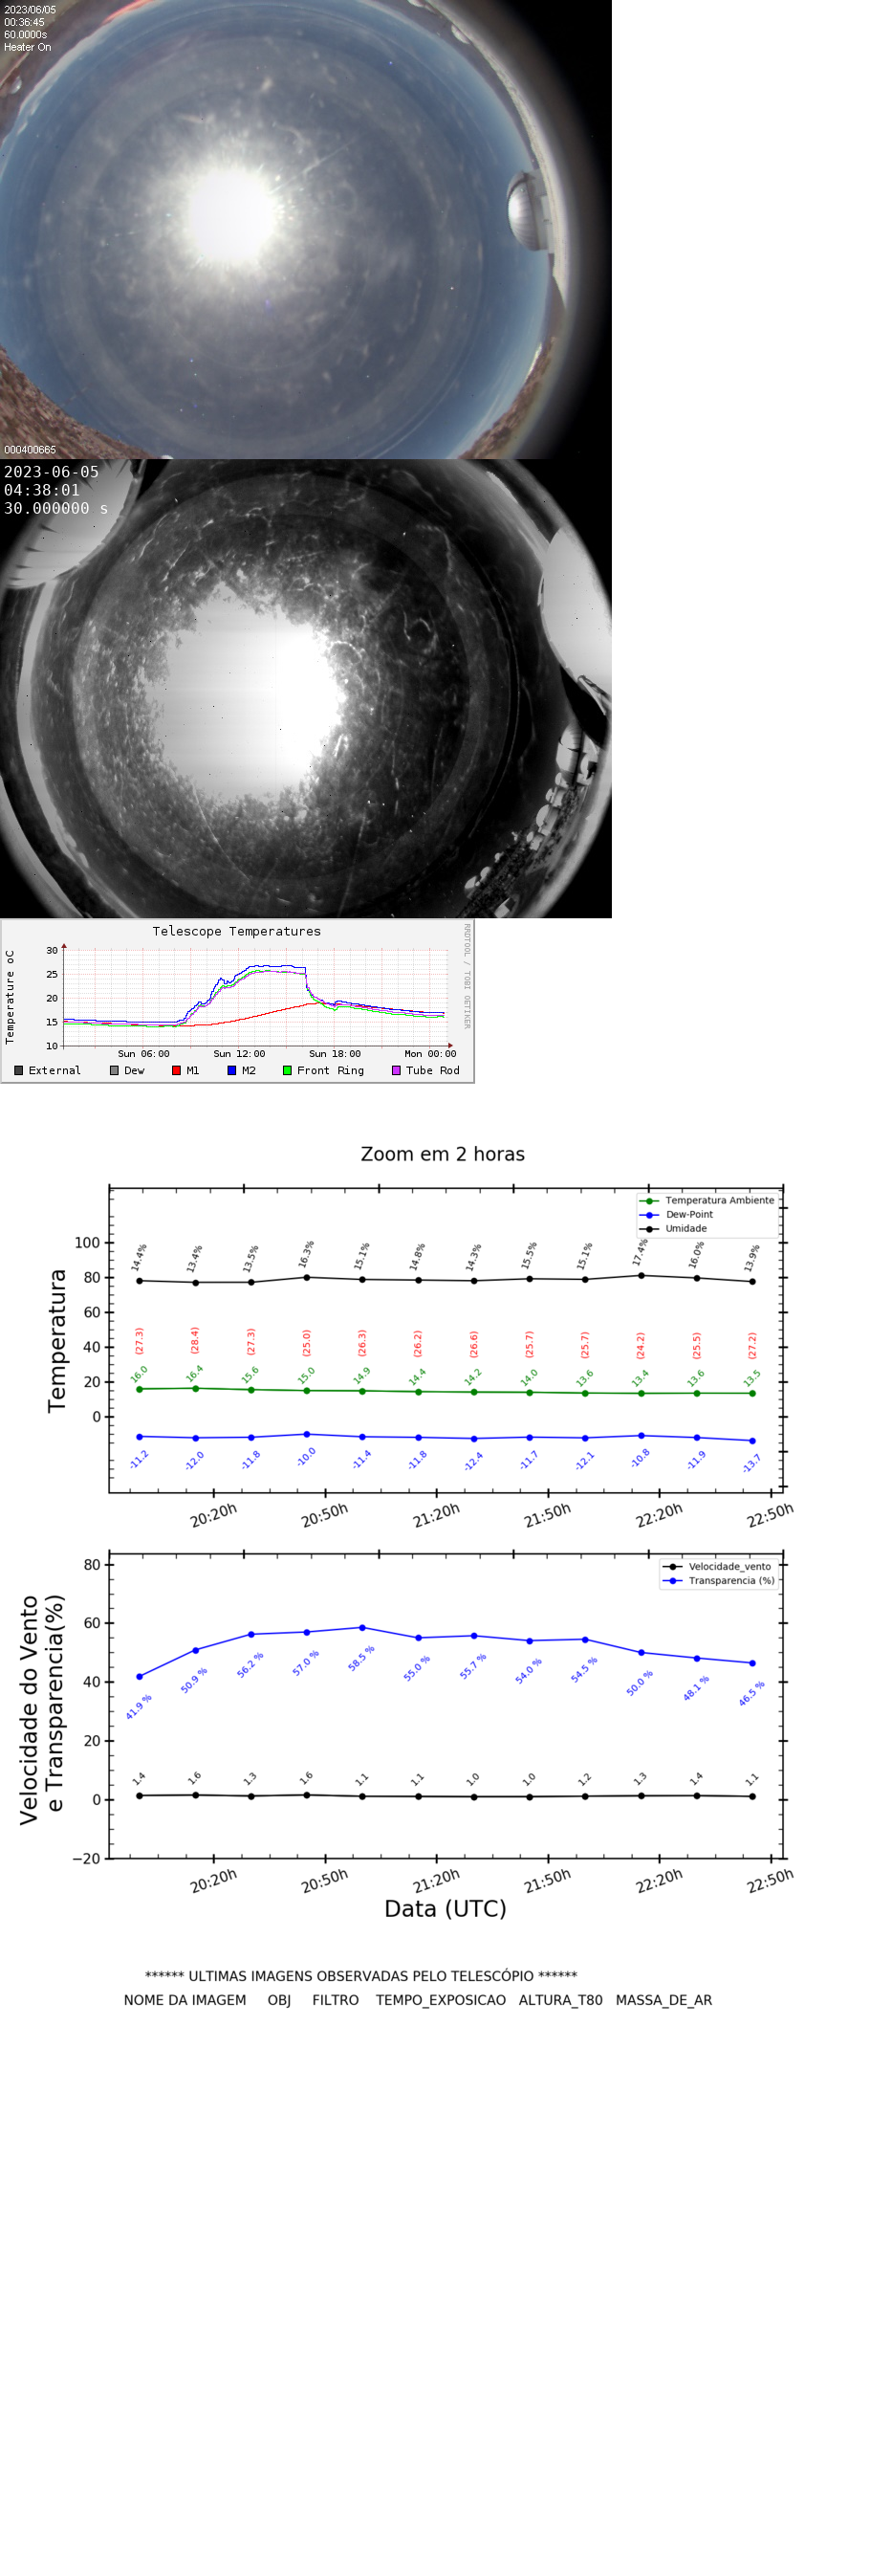 2023/06/05
00:36:45
60.0000s
Heater On
000400665
2023-06-05
04:38:01
30.000000 s
Telescope Temperatures
RRDTOOL / TOBI OETIKER
Temperature oC
30
25
20
15
10
Sun 06:00 Sun 12:00 Sun 18:00 Mon 00:00
External Dew M1 M2 Front Ring Tube Rod
Zoom em 2 horas
Temperatura Ambiente
Dew-Point
Umidade
Temperatura
100
80
60
40
20
0
14.4% 13.4% 13.5% 16.3% 15.1% 14.8% 14.3% 15.5% 15.1% 17.4% 16.0% 13.9%
(27.3) (28.4) (27.3) (25.0) (26.3) (26.2) (26.6) (25.7) (25.7) (24.2) (25.5) (27.2)
16.0 16.4 15.6 15.0 14.9 14.4 14.2 14.0 13.6 13.4 13.6 13.5
-11.2 -12.0 -11.8 -10.0 -11.4 -11.8 -12.4 -11.7 -12.1 -10.8 -11.9 -13.7
20:20h 20:50h 21:20h 21:50h 22:20h 22:50h
Velocidade_vento
Transparencia (%)
Velocidade do Vento
e Transparencia(%)
80
60
40
20
0
−20
41.9 % 50.9 % 56.2 % 57.0 % 58.5 % 55.0 % 55.7 % 54.0 % 54.5 % 50.0 % 48.1 % 46.5 %
1.4 1.6 1.3 1.6 1.1 1.1 1.0 1.0 1.2 1.3 1.4 1.1
20:20h 20:50h 21:20h 21:50h 22:20h 22:50h
Data (UTC)
****** ULTIMAS IMAGENS OBSERVADAS PELO TELESCÓPIO ******
NOME DA IMAGEM OBJ FILTRO TEMPO_EXPOSICAO ALTURA_T80 MASSA_DE_AR